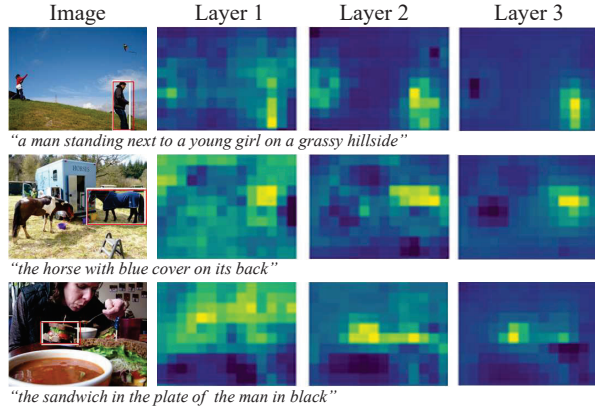 Image Layer 1 Layer 2 Layer 3
“a man standing next to a young girl on a grassy hillside”
“the horse with blue cover on its back”
“the sandwich in the plate of the man in black”